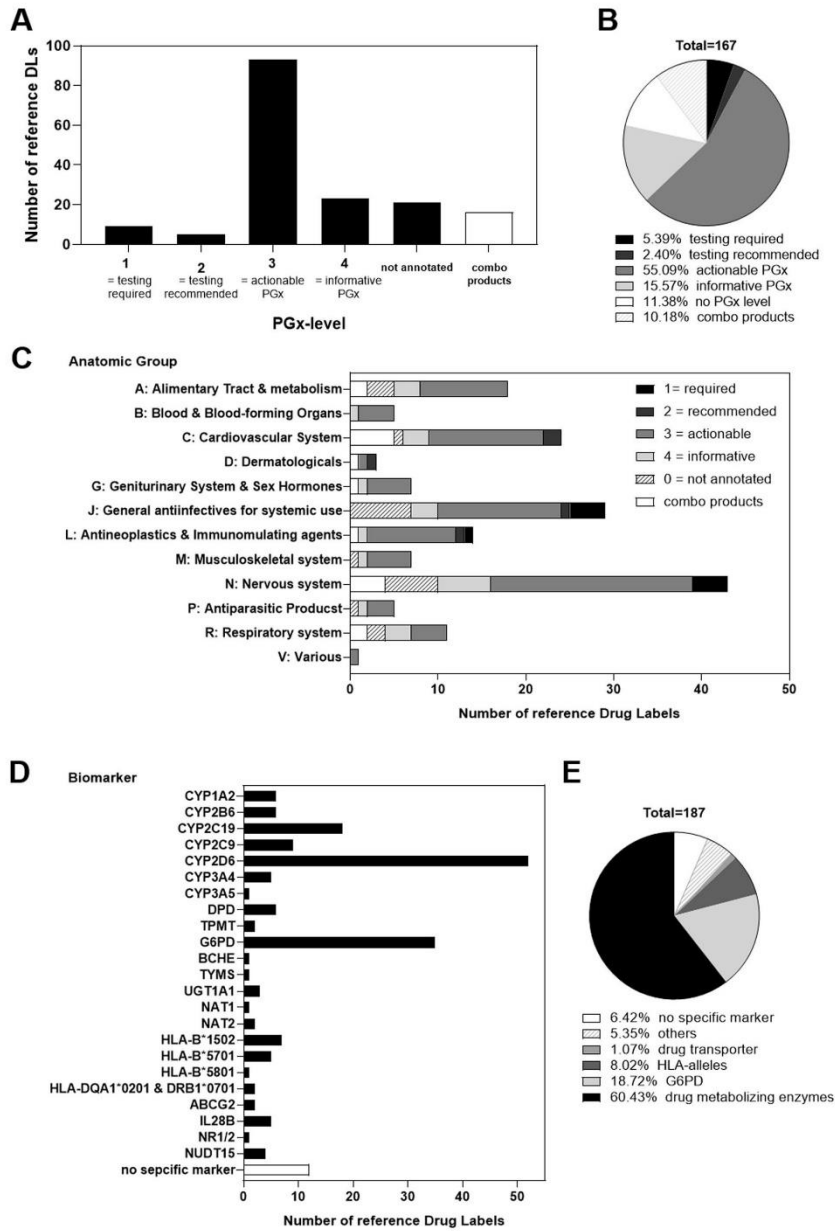 A
Number of reference DLs
100
80
60
40
20
0
1
= testing
required
2
= testing
recommended
3
= actionable
PGx
4
= informative
PGx
not annotated
combo
products
PGx-level
B
Total=167
5.39% testing required
2.40% testing recommended
55.09% actionable PGx
15.57% informative PGx
11.38% no PGx level
10.18% combo products
C
Anatomic Group
A: Alimentary Tract & metabolism
B: Blood & Blood-forming Organs
C: Cardiovascular System
D: Dermatologicals
G: Geniturinary System & Sex Hormones
J: General antiinfectives for systemic use
L: Antineoplastics & Immunomulating agents
M: Musculoskeletal system
N: Nervous system
P: Antiparasitic Producst
R: Respiratory system
V: Various
1= required
2 = recommended
3 = actionable
4 = informative
0 = not annotated
combo products
0 10 20 30 40 50
Number of reference Drug Labels
D
Biomarker
CYP1A2
CYP2B6
CYP2C19
CYP2C9
CYP2D6
CYP3A4
CYP3A5
DPD
TPMT
G6PD
BCHE
TYMS
UGT1A1
NAT1
NAT2
HLA-B*1502
HLA-B*5701
HLA-B*5801
HLA-DQA1*0201 & DRB1*0701
ABCG2
IL28B
NR1/2
NUDT15
no sepcific marker
0 10 20 30 40 50
Number of reference Drug Labels
E
Total=187
6.42% no specific marker
5.35% others
1.07% drug transporter
8.02% HLA-alleles
18.72% G6PD
60.43% drug metabolizing enzymes